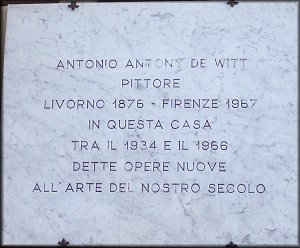 ANTONIO ANTONY DE WITT
PITTORE
LIVORNO 1876 - FIRENZE 1967
IN QUESTA CASA
TRA IL 1934 E IL 1966
DETTE OPERE NUOVE
ALL'ARTE DEL NOSTRO SECOLO